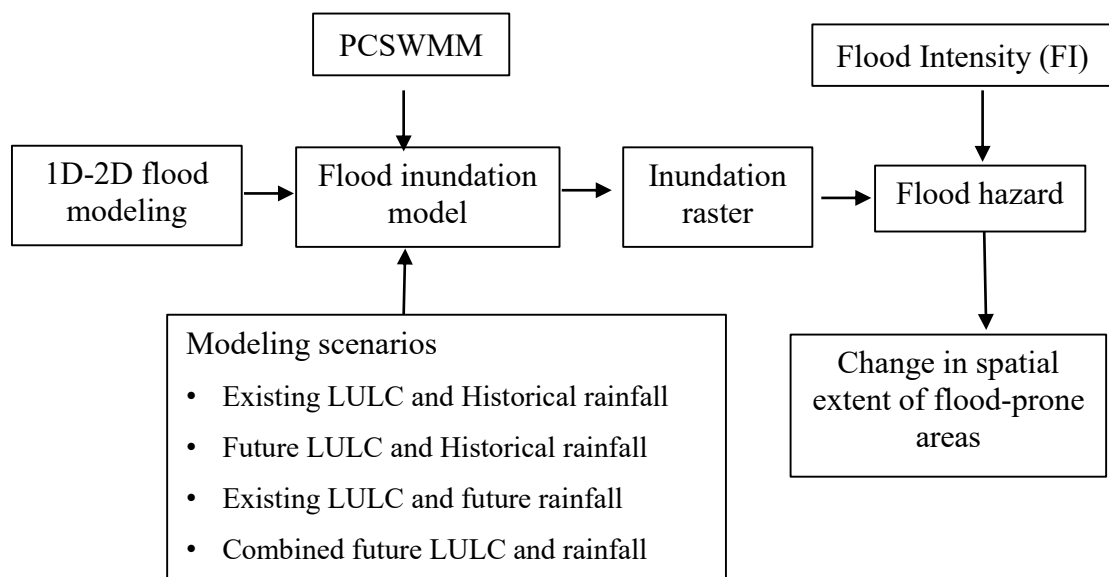 PCSWMM
Flood Intensity (FI)
1D-2D flood
modeling
Flood inundation
model
Inundation
raster
Flood hazard
Modeling scenarios
• Existing LULC and Historical rainfall
• Future LULC and Historical rainfall
• Existing LULC and future rainfall
• Combined future LULC and rainfall
Change in spatial
extent of flood-prone
areas